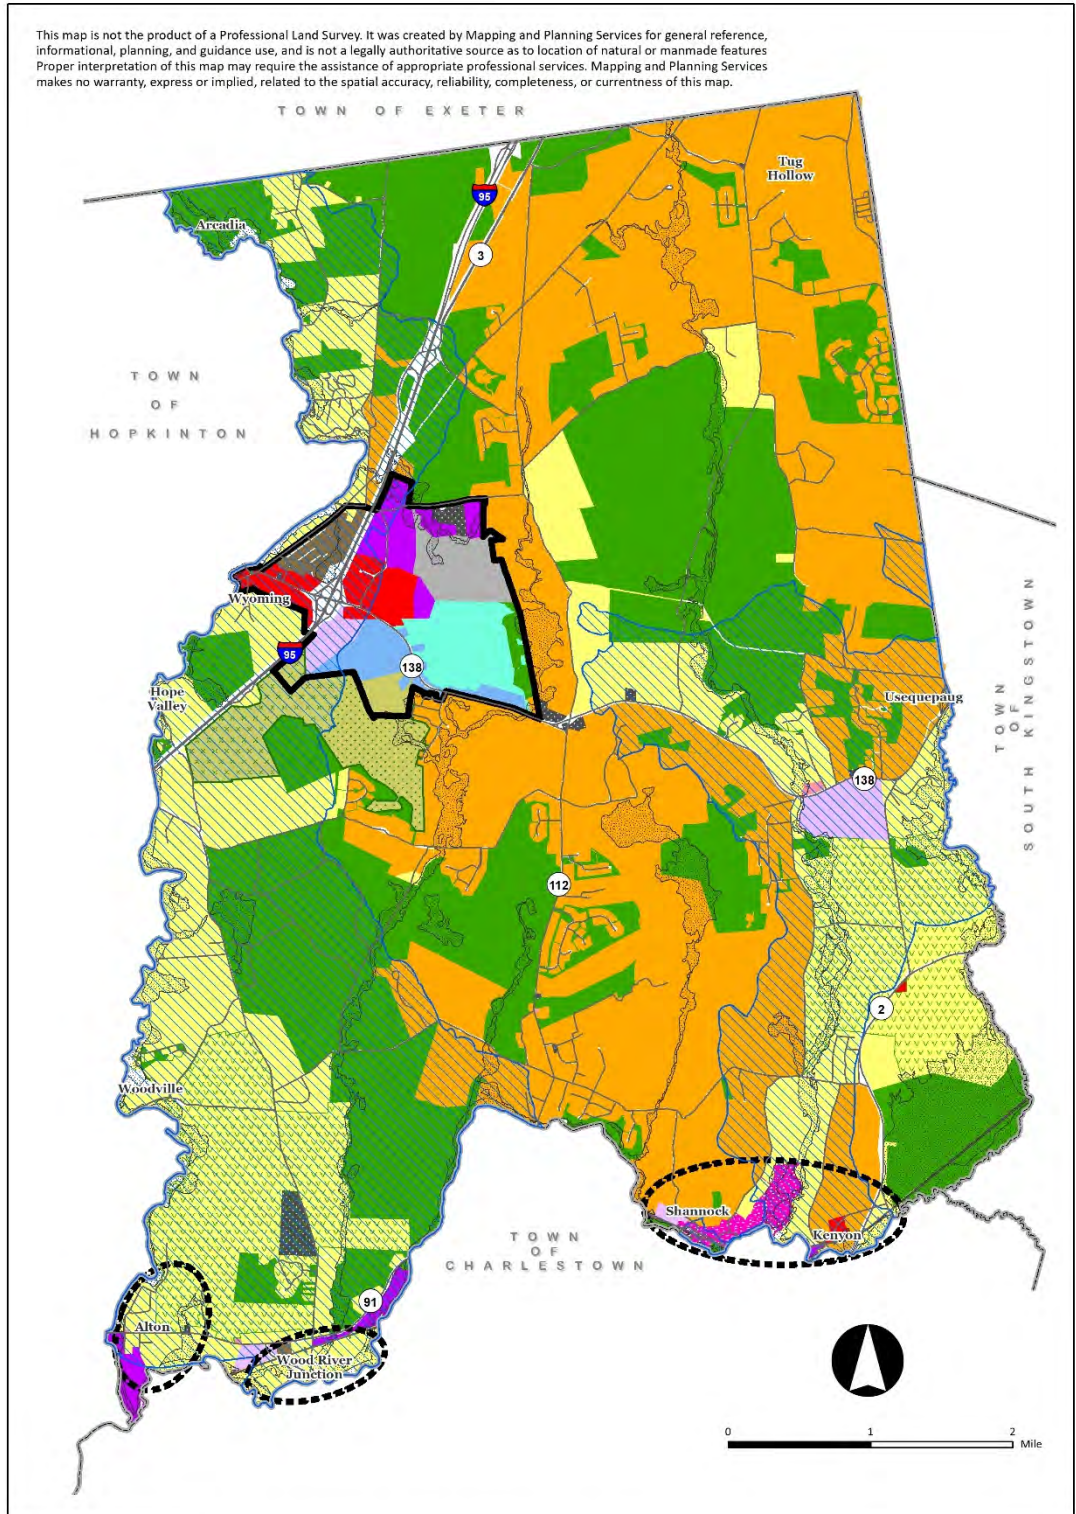 This map is not the product of a Professional Land Survey. It was created by Mapping and Planning Services for general reference,
informational, planning, and guidance use, and is not a legally authoritative source as to location of natural or manmade features
Proper interpretation of this map may require the assistance of appropriate professional services. Mapping and Planning Services
makes no warranty, express or implied, related to the spatial accuracy, reliability, completeness, or currentness of this map.
TOWN OF EXETER
Tug
Hollow
95
Arcadia
3
TOWN
OF
HOPKINTON
Wyoming
95
138
Hope
Valley
Usequepaug
TOWN
OF
SOUTH KINGSTOWN
138
112
2
Woodville
Shannock
Kenyon
TOWN
OF
CHARLESTOWN
91
Alton
Wood River
Junction
0 1 2
Mile